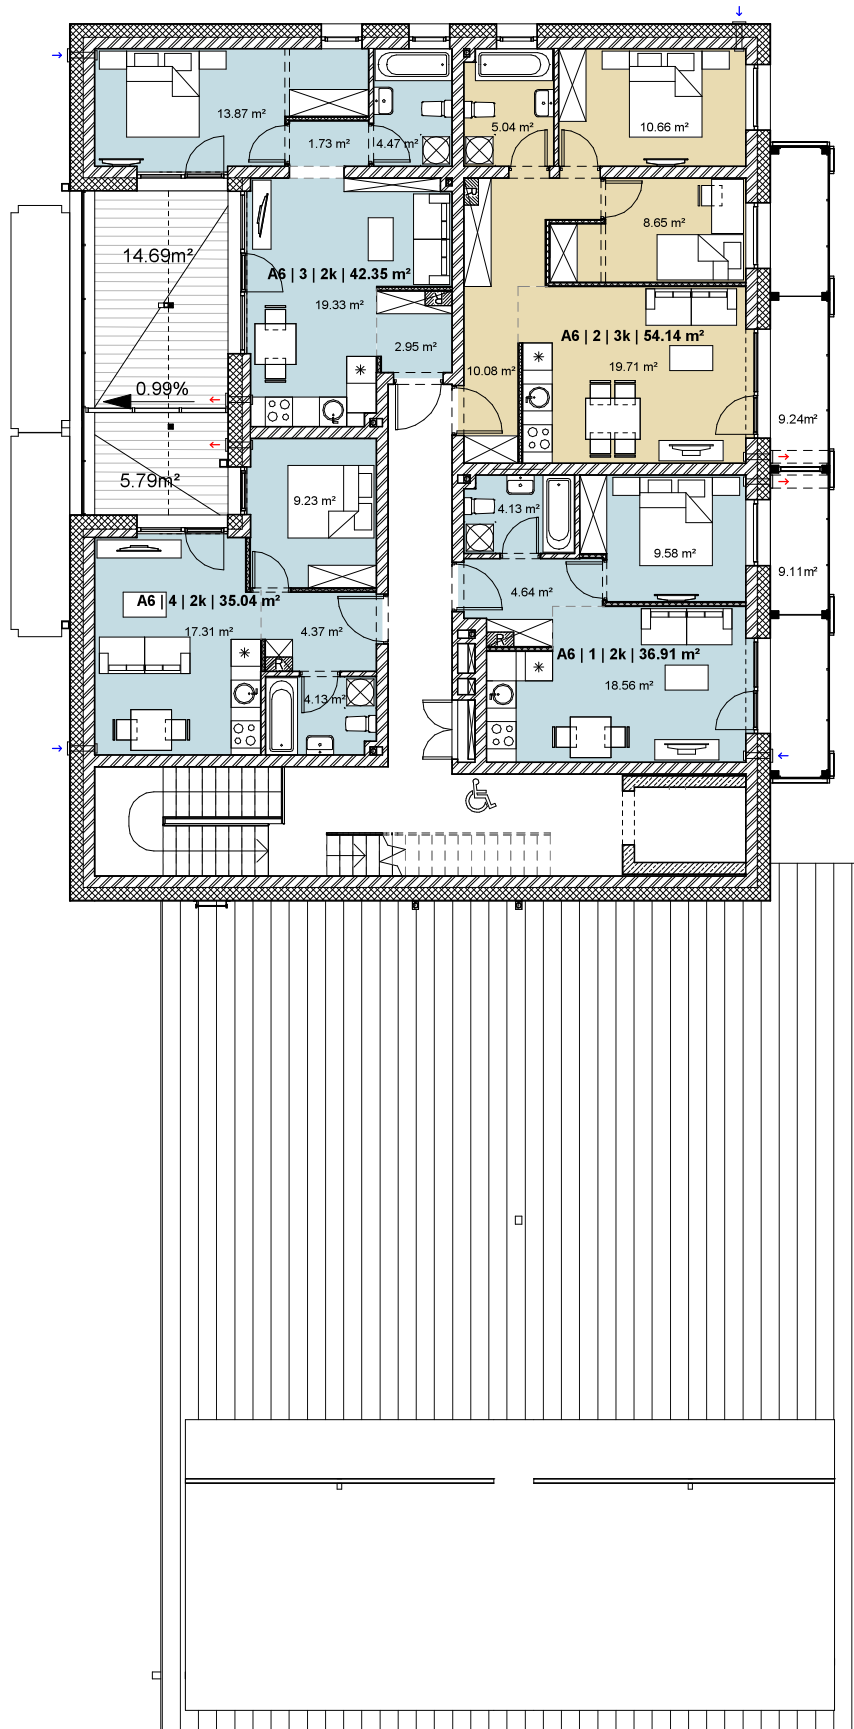 13.87 m²
1.73 m²
4.47 m²
5.04 m²
10.66 m²
8.65 m²
14.69m²
A6 | 3 | 2k | 42.35 m²
19.33 m²
R
R
2.95 m²
A6 | 2 | 3k | 54.14 m²
19.71 m²
10.08 m²
0.99%
9.24m²
5.79m²
9.23 m²
4.13 m²
9.58 m²
9.11m²
4.64 m²
A6 | 4 | 2k | 35.04 m²
17.31 m²
4.37 m²
R
R
A6 | 1 | 2k | 36.91 m²
18.56 m²
4.13 m²